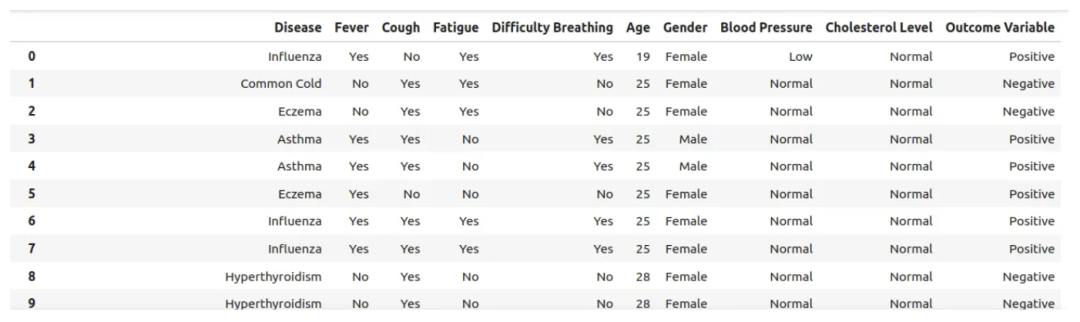 Disease Fever Cough Fatigue Difficulty Breathing Age Gender Blood Pressure Cholesterol Level Outcome Variable
0 Influenza Yes No Yes Yes 19 Female Low Normal Positive
1 Common Cold No Yes Yes No 25 Female Normal Normal Negative
2 Eczema No Yes Yes No 25 Female Normal Normal Negative
3 Asthma Yes Yes No Yes 25 Male Normal Normal Positive
4 Asthma Yes Yes No Yes 25 Male Normal Normal Positive
5 Eczema Yes No No No 25 Female Normal Normal Positive
6 Influenza Yes Yes Yes Yes 25 Female Normal Normal Positive
7 Influenza Yes Yes Yes Yes 25 Female Normal Normal Positive
8 Hyperthyroidism No Yes No No 28 Female Normal Normal Negative
9 Hyperthyroidism No Yes No No 28 Female Normal Normal Negative